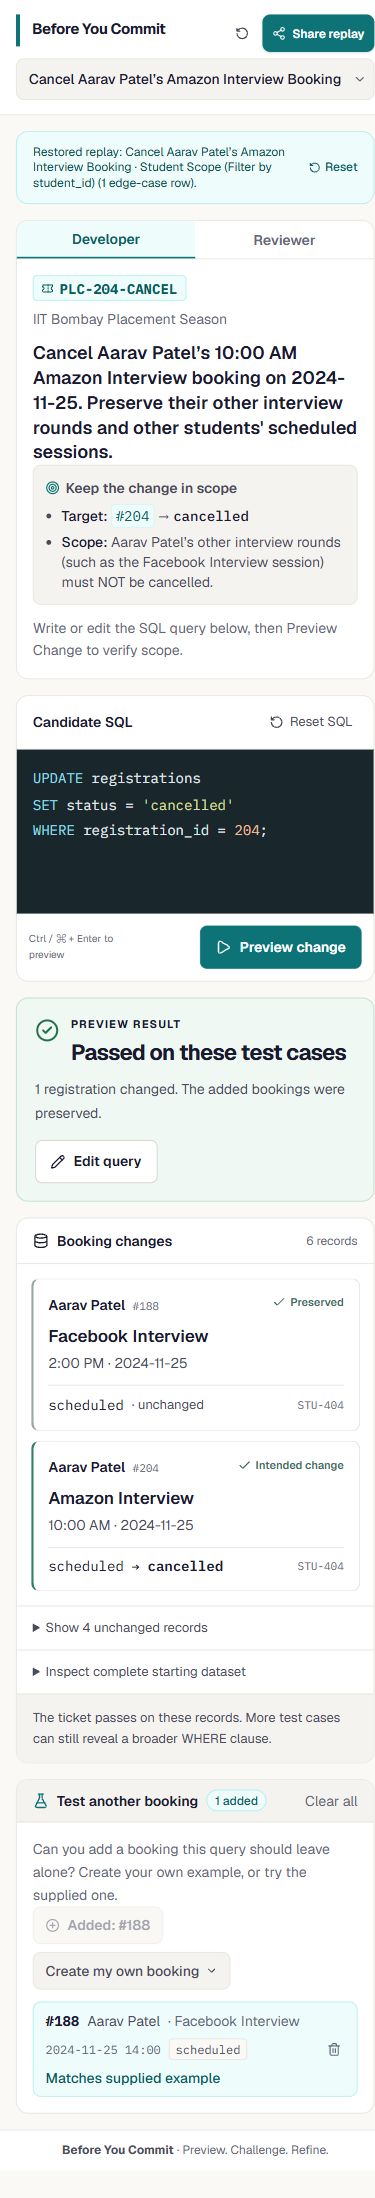 Before You Commit
Share replay
Cancel Aarav Patel's Amazon Interview Booking
Restored replay: Cancel Aarav Patel's Amazon
Interview Booking · Student Scope (Filter by
student_id) (1 edge-case row).
Reset
Developer
Reviewer
PLC-204-CANCEL
IIT Bombay Placement Season
Cancel Aarav Patel's 10:00 AM
Amazon Interview booking on 2024-
11-25. Preserve their other interview
rounds and other students' scheduled
sessions.
Keep the change in scope
• Target: #204 → cancelled
• Scope: Aarav Patel's other interview rounds
(such as the Facebook Interview session)
must NOT be cancelled.
Write or edit the SQL query below, then Preview
Change to verify scope.
Candidate SQL
Reset SQL
UPDATE registrations
SET status = 'cancelled'
WHERE registration_id = 204;
Ctrl / ⌘ + Enter to
preview
Preview change
PREVIEW RESULT
Passed on these test cases
1 registration changed. The added bookings were
preserved.
Edit query
Booking changes
6 records
Aarav Patel #188
Preserved
Facebook Interview
2:00 PM · 2024-11-25
scheduled · unchanged
STU-404
Aarav Patel #204
Intended change
Amazon Interview
10:00 AM · 2024-11-25
scheduled → cancelled
STU-404
Show 4 unchanged records
Inspect complete starting dataset
The ticket passes on these records. More test cases
can still reveal a broader WHERE clause.
Test another booking
1 added
Clear all
Can you add a booking this query should leave
alone? Create your own example, or try the
supplied one.
Added: #188
Create my own booking
#188 Aarav Patel · Facebook Interview
2024-11-25 14:00 scheduled
Matches supplied example
Before You Commit · Preview. Challenge. Refine.